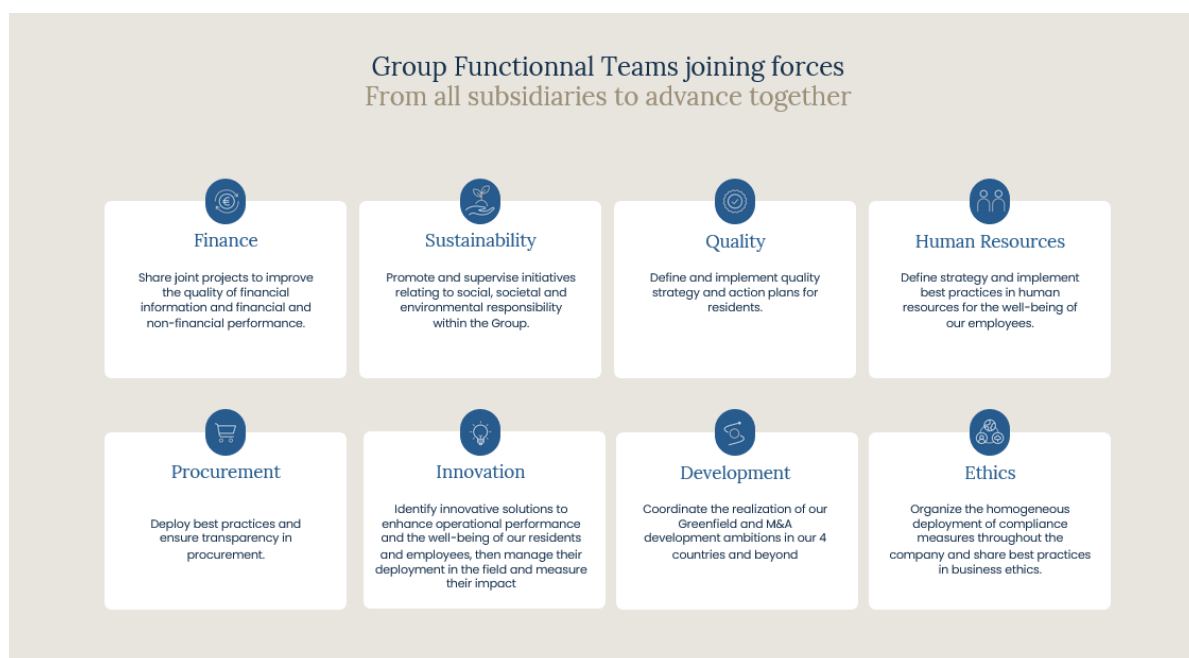 Group Functionnal Teams joining forces
From all subsidiaries to advance together
Finance
Share joint projects to improve
the quality of financial
information and financial and
non-financial performance.
Sustainability
Promote and supervise initiatives
relating to social, societal and
environmental responsibility
within the Group.
Quality
Define and implement quality
strategy and action plans for
residents.
Human Resources
Define strategy and implement
best practices in human
resources for the well-being of
our employees.
Procurement
Deploy best practices and
ensure transparency in
procurement.
Innovation
Identify innovative solutions to
enhance operational performance
and the well-being of our residents
and employees, then manage their
deployment in the field and measure
their impact
Development
Coordinate the realization of our
Greenfield and M&A
development ambitions in our 4
countries and beyond
Ethics
Organize the homogeneous
deployment of compliance
measures throughout the
company and share best practices
in business ethics.